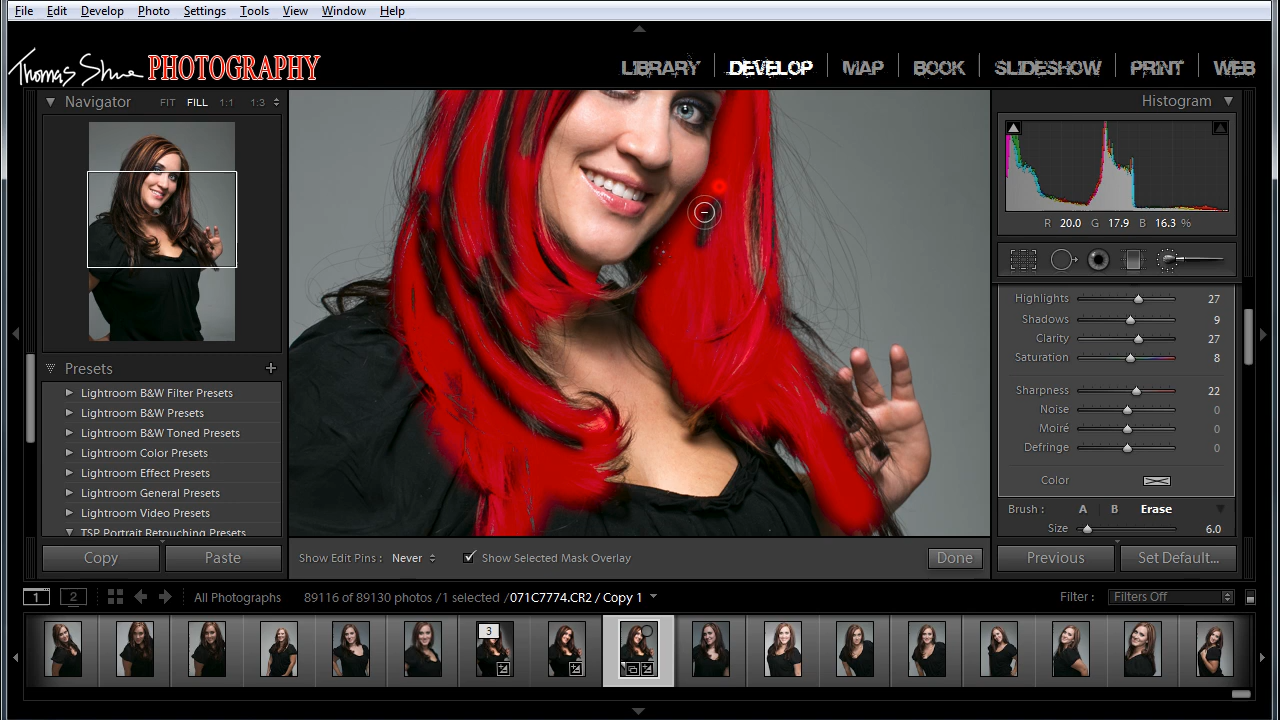 File Edit Develop Photo Settings Tools View Window Help
Thomas Shue PHOTOGRAPHY
LIBRARY DEVELOP MAP BOOK SLIDESHOW PRINT WEB
Navigator FIT FILL 1:1 1:3
Histogram
R 20.0 G 17.9 B 16.3 %
Highlights 27
Shadows 9
Clarity 27
Saturation 8
Sharpness 22
Noise 0
Moiré 0
Defringe 0
Color
Brush : A B Erase
Size 6.0
Presets +
Lightroom B&W Filter Presets
Lightroom B&W Presets
Lightroom B&W Toned Presets
Lightroom Color Presets
Lightroom Effect Presets
Lightroom General Presets
Lightroom Video Presets
TSP Portrait Retouching Presets
Copy Paste
Show Edit Pins : Never Show Selected Mask Overlay Done
Previous Set Default...
1 2 All Photographs 89116 of 89130 photos /1 selected /071C7774.CR2 / Copy 1 Filter : Filters Off
3